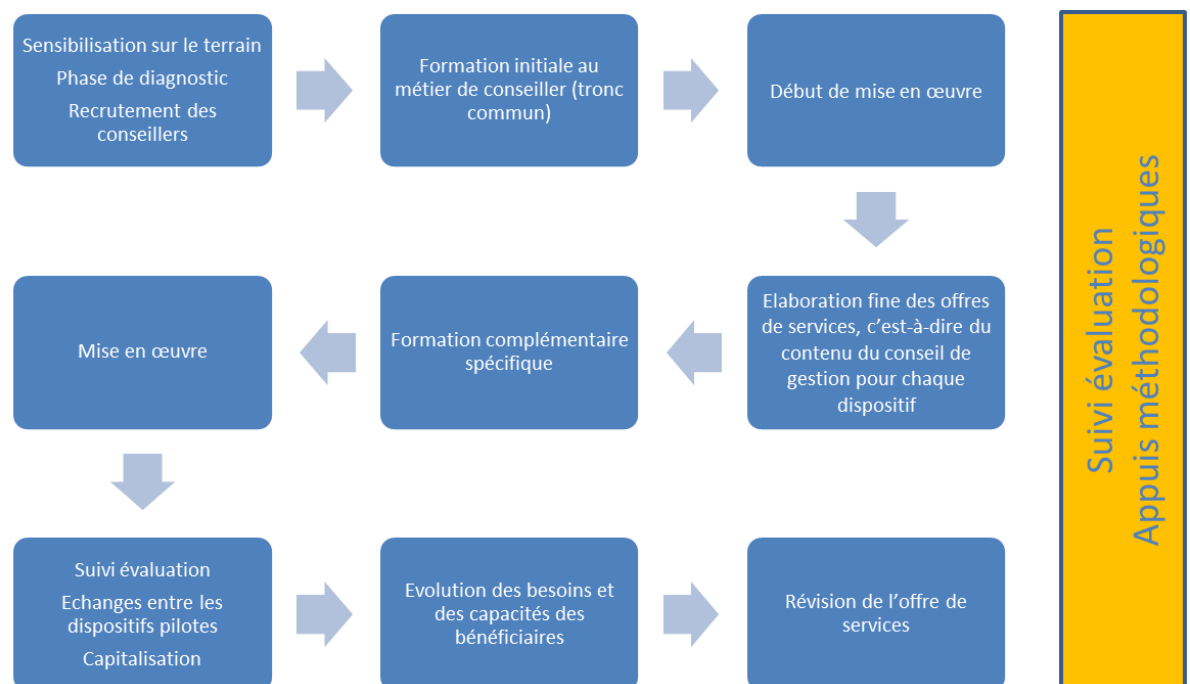 Sensibilisation sur le terrain
Phase de diagnostic
Recrutement des
conseillers
Formation initiale au
métier de conseiller (tronc
commun)
Début de mise en œuvre
Elaboration fine des offres
de services, c’est-à-dire du
contenu du conseil de
gestion pour chaque
dispositif
Formation complémentaire
spécifique
Mise en œuvre
Suivi évaluation
Echanges entre les
dispositifs pilotes
Capitalisation
Evolution des besoins et
des capacités des
bénéficiaires
Révision de l’offre de
services
Suivi évaluation
Appuis méthodologiques